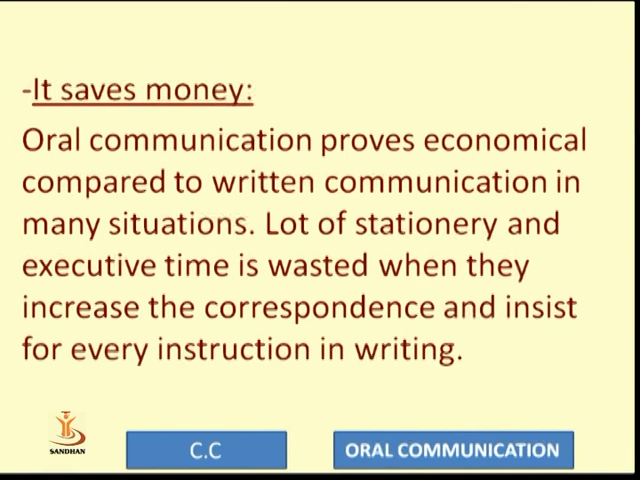 -It saves money:
Oral communication proves economical
compared to written communication in
many situations. Lot of stationery and
executive time is wasted when they
increase the correspondence and insist
for every instruction in writing.
SANDHAN
C.C
ORAL COMMUNICATION